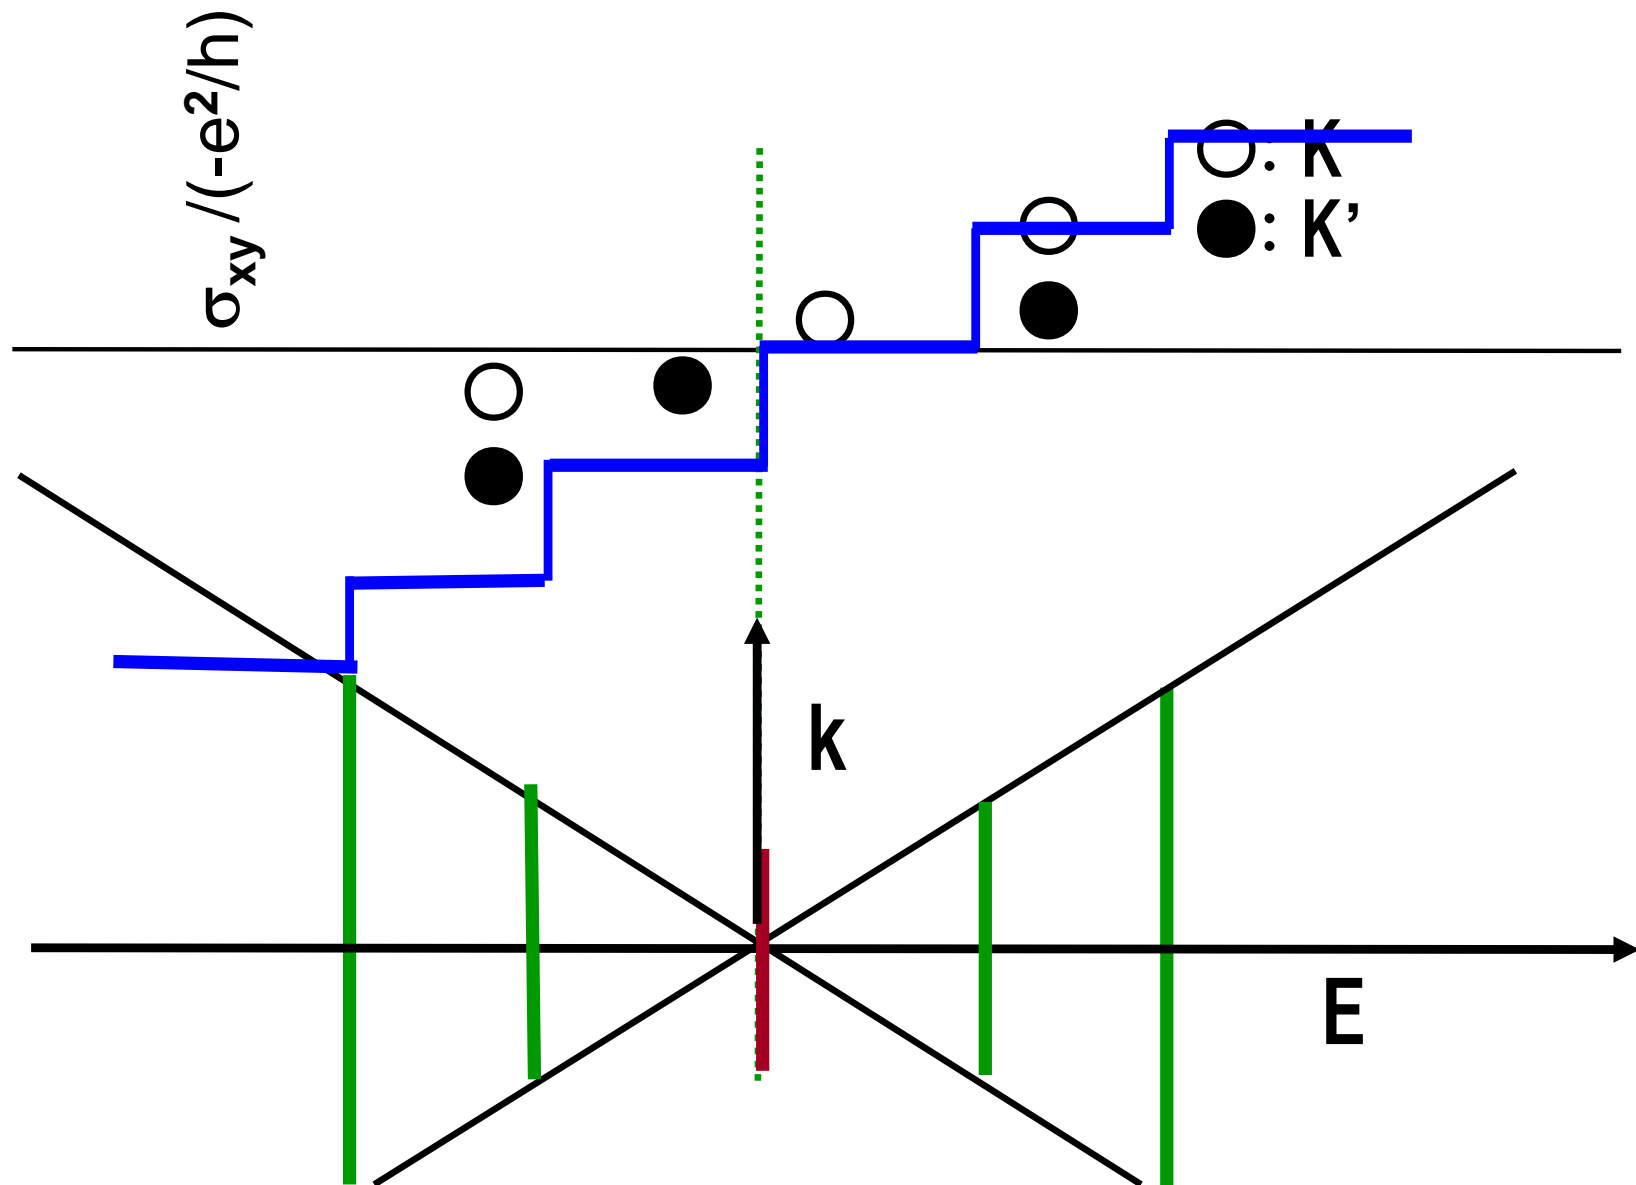 σxy /(-e2/h)
: K
: K’
k
E